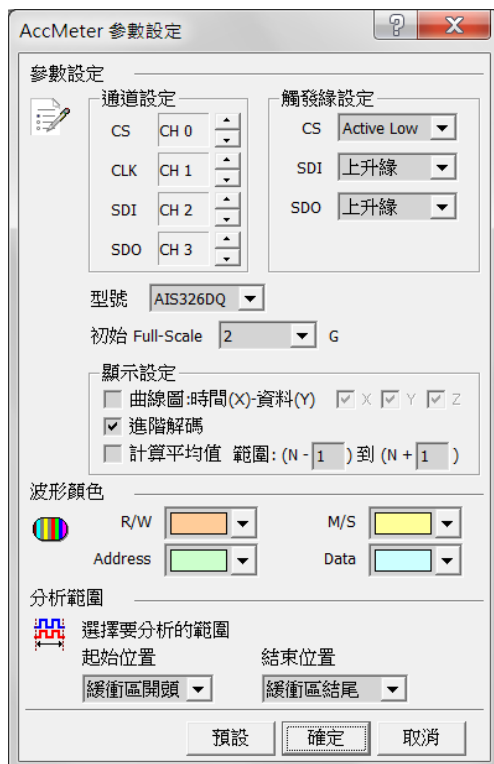 AccMeter 參數設定
參數設定
通道設定
CS CH 0
CLK CH 1
SDI CH 2
SDO CH 3
觸發緣設定
CS Active Low
SDI 上升緣
SDO 上升緣
型號 AIS326DQ
初始 Full-Scale 2 G
顯示設定
曲線圖:時間(X)-資料(Y) X Y Z
進階解碼
計算平均值 範圍: (N - 1 ) 到 (N + 1 )
波形顏色
R/W M/S
Address Data
分析範圍
選擇要分析的範圍
起始位置 結束位置
緩衝區開頭 緩衝區結尾
預設 確定 取消